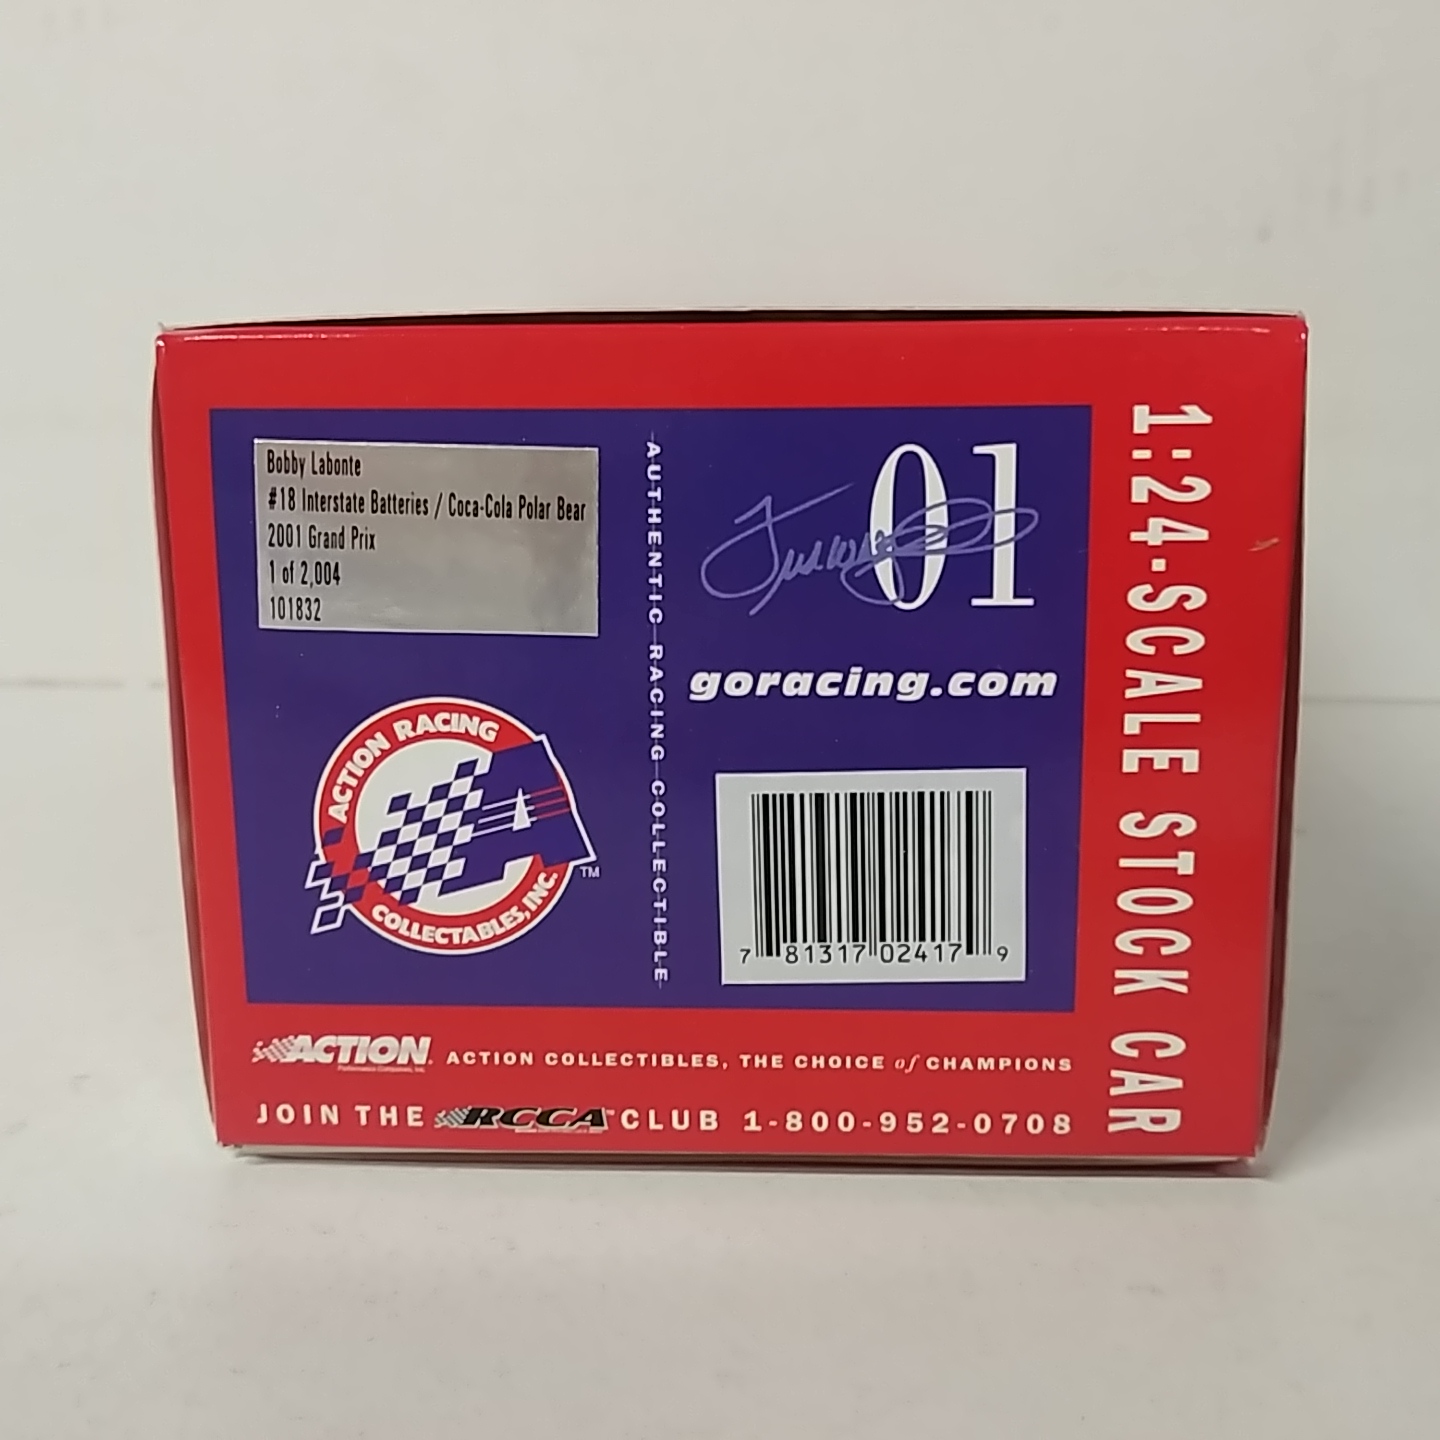 Bobby Labonte
#18 Interstate Batteries / Coca-Cola Polar Bear
2001 Grand Prix
1 of 2,004
101832
AUTHENTIC RACING COLLECTIBLE
01
goracing.com
ACTION RACING
COLLECTABLES, INC.
TM
7 81317 02417 9
1:24-SCALE STOCK CAR
ACTION
ACTION COLLECTIBLES, THE CHOICE of CHAMPIONS
JOIN THE RCCA CLUB 1-800-952-0708